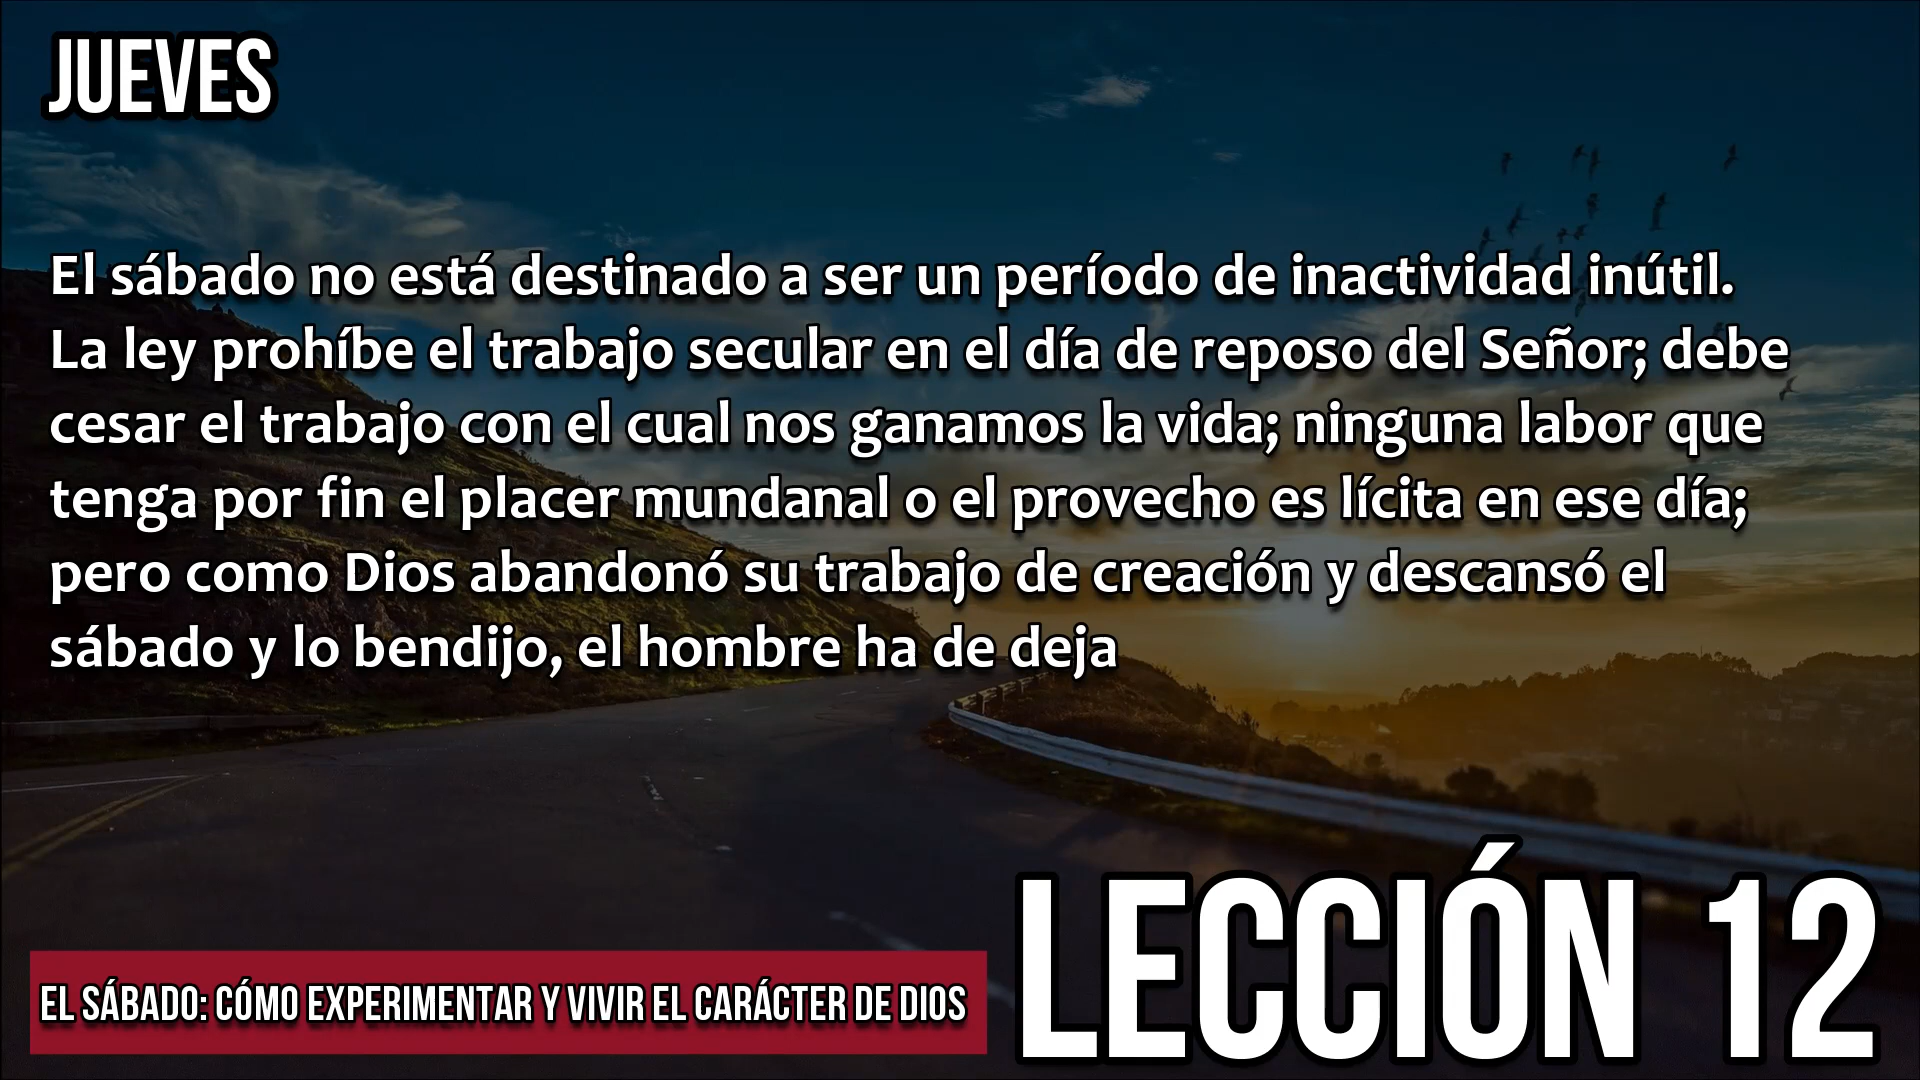 JUEVES
El sábado no está destinado a ser un período de inactividad inútil.
La ley prohíbe el trabajo secular en el día de reposo del Señor; debe
cesar el trabajo con el cual nos ganamos la vida; ninguna labor que
tenga por fin el placer mundanal o el provecho es lícita en ese día;
pero como Dios abandonó su trabajo de creación y descansó el
sábado y lo bendijo, el hombre ha de deja
EL SÁBADO: CÓMO EXPERIMENTAR Y VIVIR EL CARÁCTER DE DIOS
LECCIÓN 12